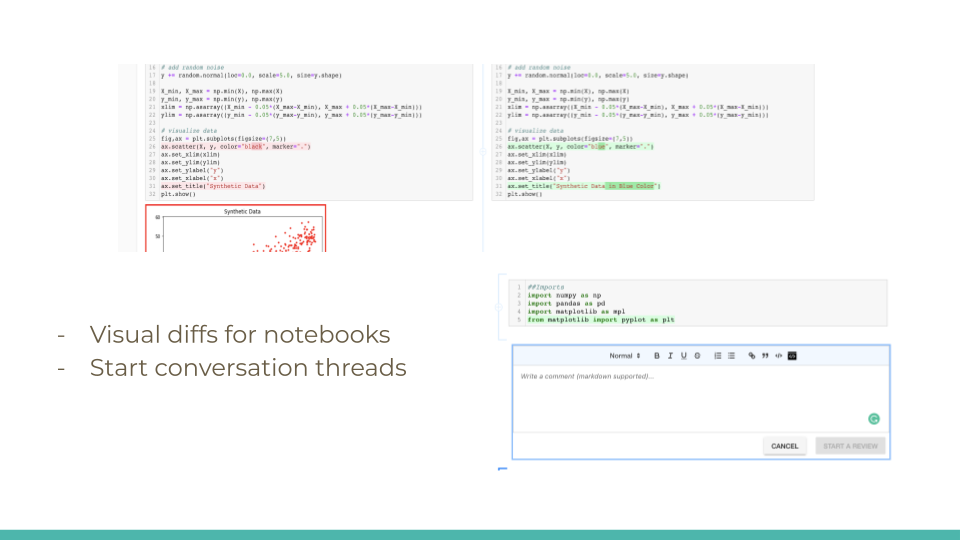 16 # add random noise
17 y += random.normal(loc=0.0, scale=5.0, size=y.shape)
18
19 X_min, X_max = np.min(X), np.max(X)
20 y_min, y_max = np.min(y), np.max(y)
21 xlim = np.asarray((X_min - 0.05*(X_max-X_min), X_max + 0.05*(X_max-X_min)))
22 ylim = np.asarray((y_min - 0.05*(y_max-y_min), y_max + 0.05*(y_max-y_min)))
23
24 # visualize data
25 fig,ax = plt.subplots(figsize=(7,5))
26 ax.scatter(X, y, color="black", marker=".")
27 ax.set_xlim(xlim)
28 ax.set_ylim(ylim)
29 ax.set_ylabel("y")
30 ax.set_xlabel("x")
31 ax.set_title("Synthetic Data")
32 plt.show()
Synthetic Data
60
50
16 # add random noise
17 y += random.normal(loc=0.0, scale=5.0, size=y.shape)
18
19 X_min, X_max = np.min(X), np.max(X)
20 y_min, y_max = np.min(y), np.max(y)
21 xlim = np.asarray((X_min - 0.05*(X_max-X_min), X_max + 0.05*(X_max-X_min)))
22 ylim = np.asarray((y_min - 0.05*(y_max-y_min), y_max + 0.05*(y_max-y_min)))
23
24 # visualize data
25 fig,ax = plt.subplots(figsize=(7,5))
26 ax.scatter(X, y, color="blue", marker=".")
27 ax.set_xlim(xlim)
28 ax.set_ylim(ylim)
29 ax.set_ylabel("y")
30 ax.set_xlabel("x")
31 ax.set_title("Synthetic Data in Blue Color")
32 plt.show()
- Visual diffs for notebooks
- Start conversation threads
1 ##Imports
2 import numpy as np
3 import pandas as pd
4 import matplotlib as mpl
5 from matplotlib import pyplot as plt
Normal B I U S
Write a comment (markdown supported)...
CANCEL START A REVIEW